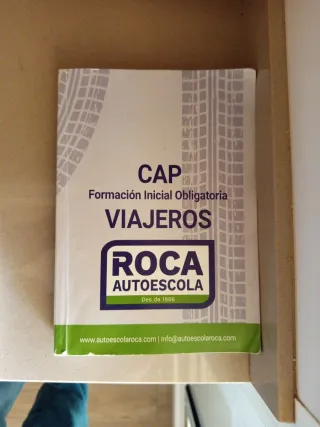 CAP
Formación Inicial Obligatoria
VIAJEROS
ROCA
AUTOESCOLA
Des de 1986
www.autoescolaroca.com | info@autoescolaroca.com